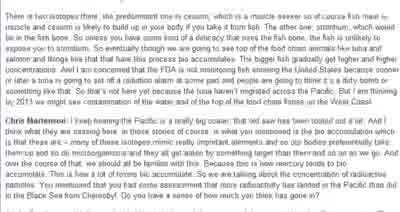 There are two isotopes there, the predominant one is cesium, which is a muscle seeker so of course fish meat is
muscle and cesium is likely to build up in your body if you take it from fish. The other one, strontium, which would
be in the fish bone. So unless you have some kind of a delicacy that uses the fish bone, the fish is unlikely to
expose you to strontium. So eventually though we are going to see top of the food chain animals like tuna and
salmon and things like that that have this process bio accumulates. The bigger fish gradually get higher and higher
concentrations. And I am concerned that the FDA is not monitoring fish entering the United States because sooner
or later a tuna is going to set off a radiation alarm at some part and people are going to think it is a dirty bomb or
something like that. So that's not here yet because the tuna haven't migrated across the Pacific. But I am thinking
by 2013 we might see contamination of the water and of the top of the food chain fishes on the West Coast.
Chris Martenson: I keep hearing the Pacific is a really big ocean; that red saw has been trotted out a lot. And I
think what they are missing here, in those stories of course, is what you mentioned is the bio accumulation which
is that these are – many of these isotopes mimic really important elements and so our bodies preferentially take
them up and so do microorganisms and they all get eaten by something larger than them and so on as we go. And
over the course of that, we should all be familiar with this. Because this is how mercury tends to bio
accumulate. This is how a lot of toxins bio accumulate. So we are talking about the concentration of radioactive
particles. You mentioned that you had some assessment that more radioactivity has landed in the Pacific than did
in the Black Sea from Chernobyl. Do you have a sense of how much you think has gone in?